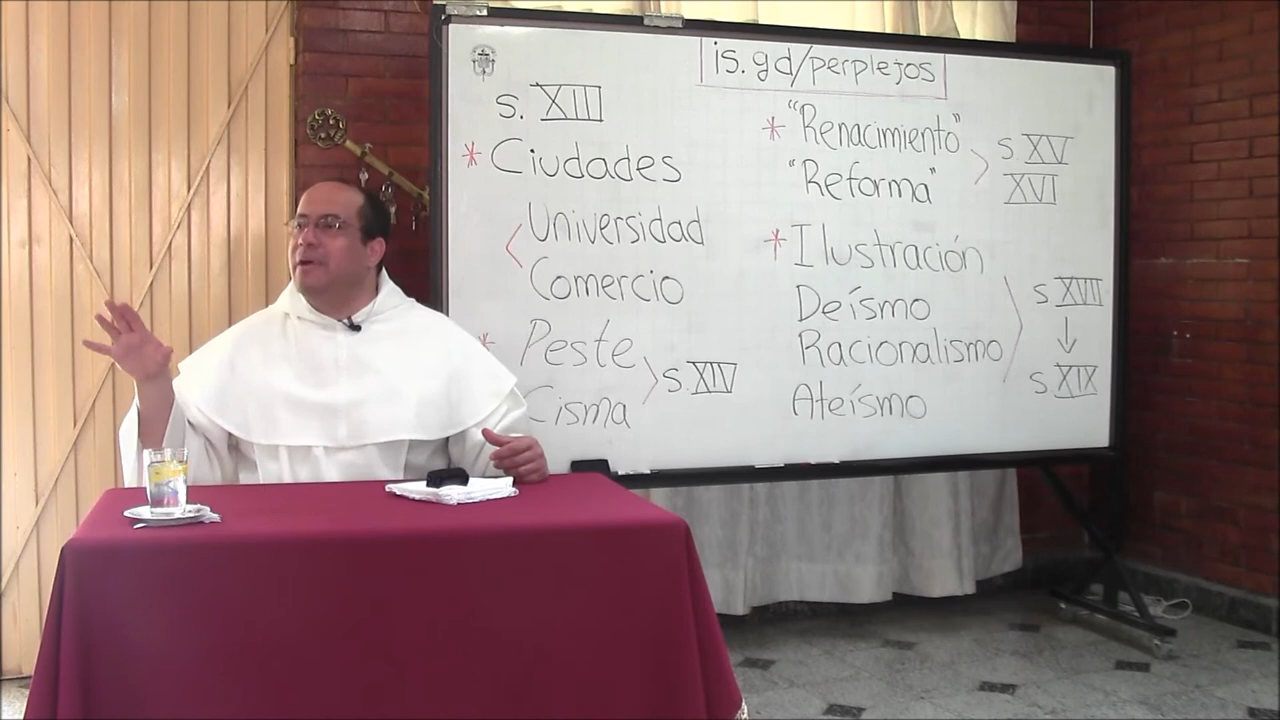 is.gd/perplejos
s. XIII
* Ciudades
Universidad
Comercio
* Peste
Cisma
s. XIV
* "Renacimiento"
"Reforma"
s. XV
XVI
* Ilustración
Deísmo
Racionalismo
Ateísmo
s. XVII
↓
s. XIX